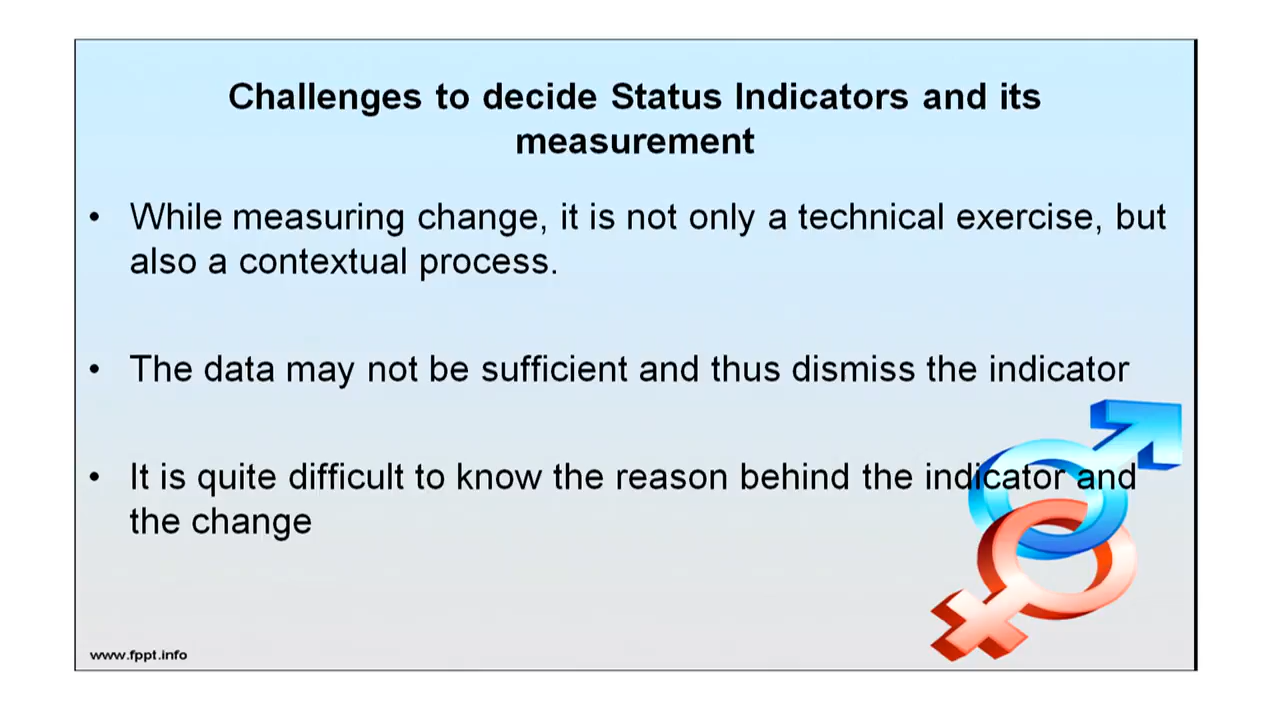 Challenges to decide Status Indicators and its
measurement
• While measuring change, it is not only a technical exercise, but
also a contextual process.
• The data may not be sufficient and thus dismiss the indicator
• It is quite difficult to know the reason behind the indicator and
the change
www.fppt.info